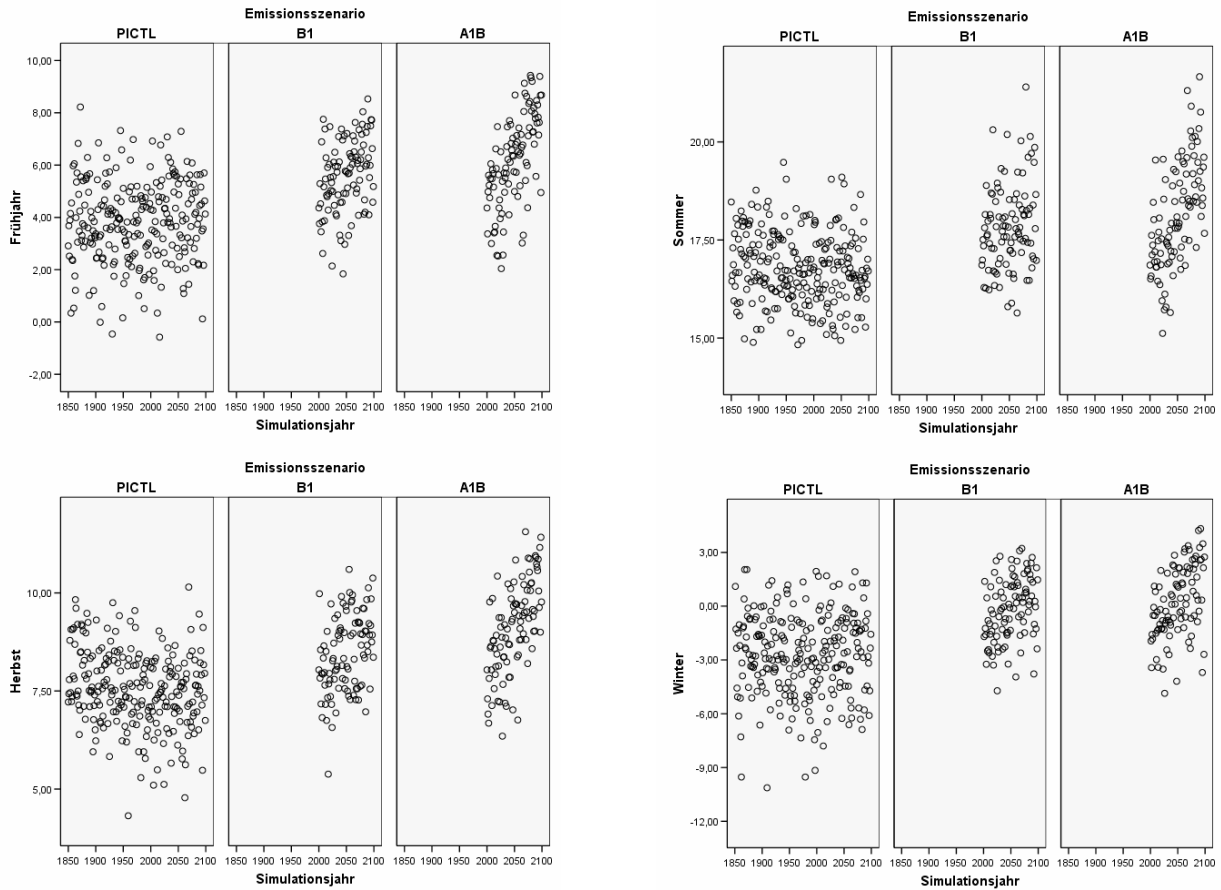 Emissionsszenario
PICTL B1 A1B
Frühjahr
10,00
8,00
6,00
4,00
2,00
0,00
-2,00
1850 1900 1950 2000 2050 2100 1850 1900 1950 2000 2050 2100 1850 1900 1950 2000 2050 2100
Simulationsjahr
Emissionsszenario
PICTL B1 A1B
Sommer
20,00
17,50
15,00
1850 1900 1950 2000 2050 2100 1850 1900 1950 2000 2050 2100 1850 1900 1950 2000 2050 2100
Simulationsjahr
Emissionsszenario
PICTL B1 A1B
Herbst
10,00
7,50
5,00
1850 1900 1950 2000 2050 2100 1850 1900 1950 2000 2050 2100 1850 1900 1950 2000 2050 2100
Simulationsjahr
Emissionsszenario
PICTL B1 A1B
Winter
3,00
0,00
-3,00
-6,00
-9,00
-12,00
1850 1900 1950 2000 2050 2100 1850 1900 1950 2000 2050 2100 1850 1900 1950 2000 2050 2100
Simulationsjahr